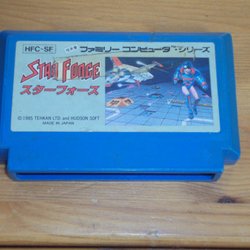 HFC-SF
ファミリー コンピュータ・シリーズ
STAR FORCE
スターフォース
© 1985 TEHKAN LTD. and HUDSON SOFT
MADE IN JAPAN